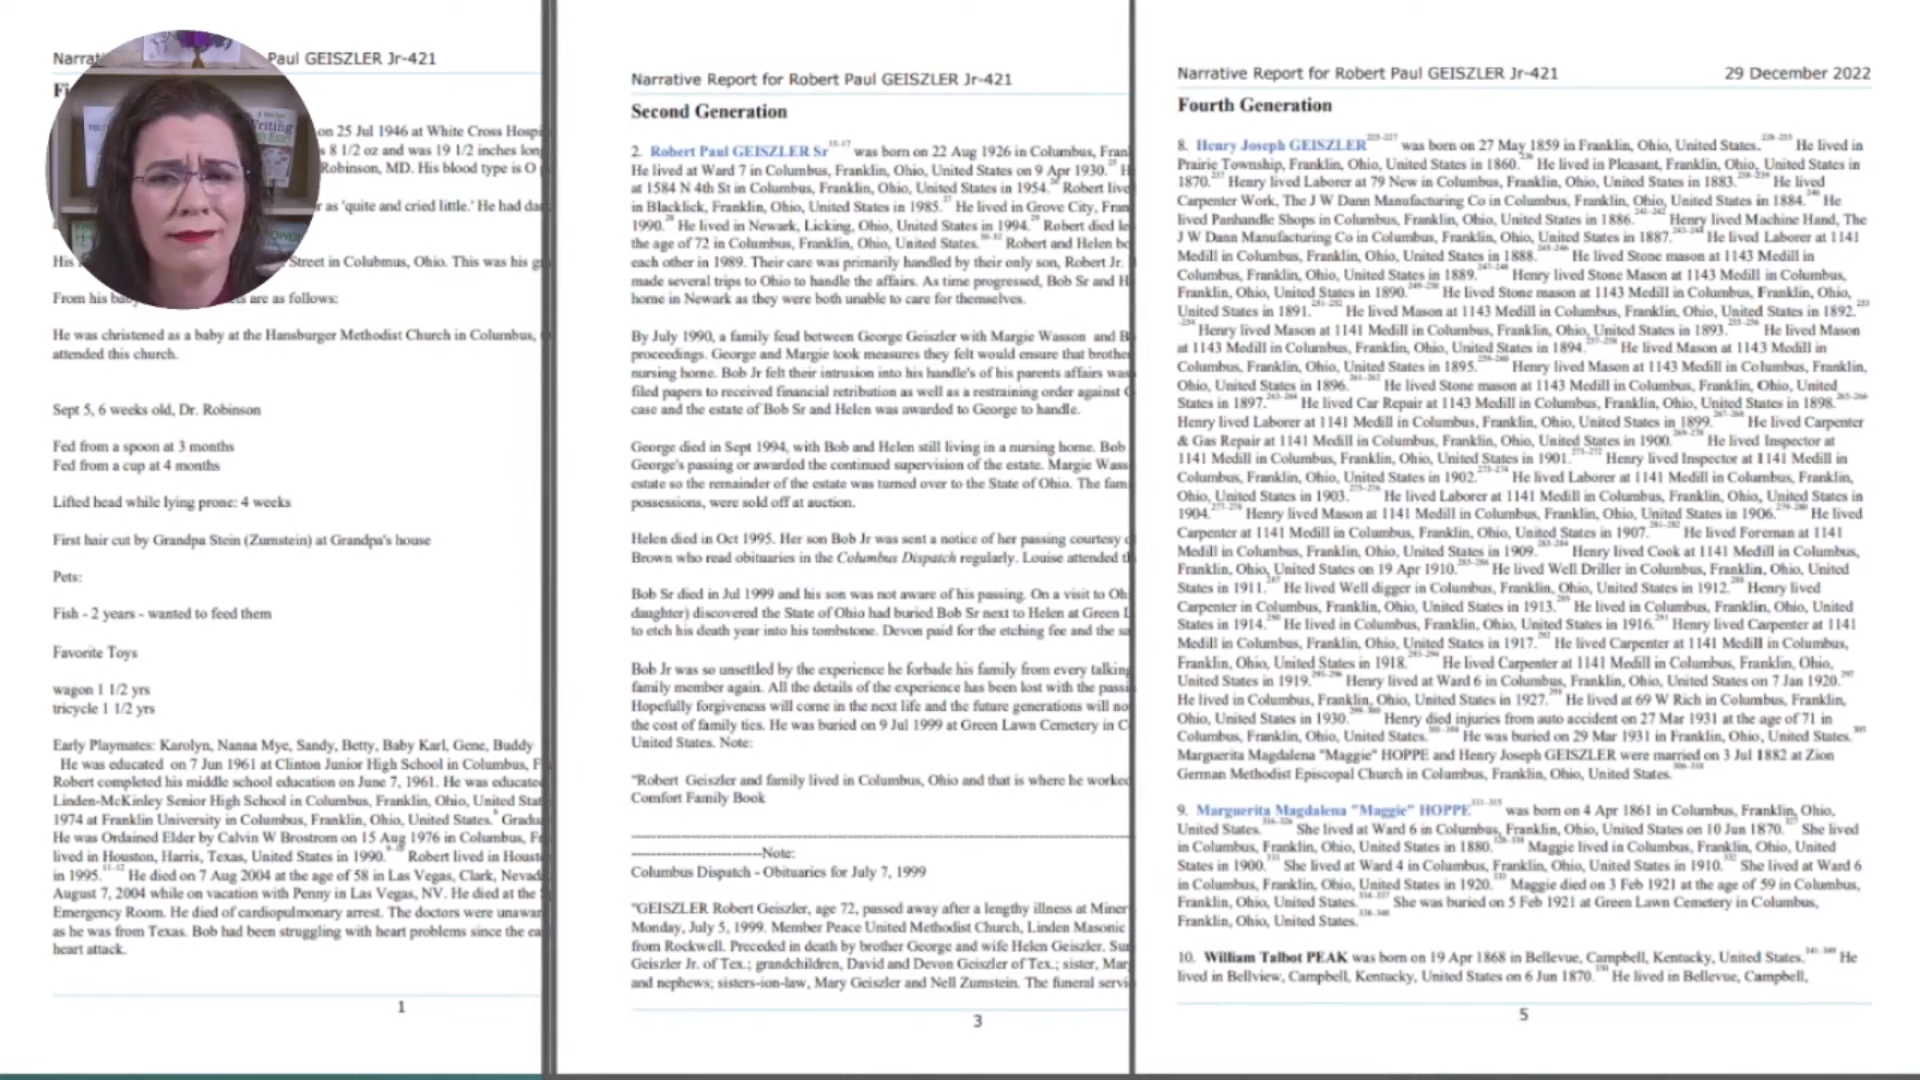 Narrat Paul GEISZLER Jr-421
Fi
on 25 Jul 1946 at White Cross Hospi
s 8 1/2 oz and was 19 1/2 inches lon
Robinson, MD. His blood type is O
r as 'quite and cried little.' He had da
His Street in Colubmus, Ohio. This was his g
From his bab ts are as follows:
He was christened as a baby at the Hansburger Methodist Church in Columbus,
attended this church.
Sept 5, 6 weeks old, Dr. Robinson
Fed from a spoon at 3 months
Fed from a cup at 4 months
Lifted head while lying prone: 4 weeks
First hair cut by Grandpa Stein (Zumstein) at Grandpa's house
Pets:
Fish - 2 years - wanted to feed them
Favorite Toys
wagon 1 1/2 yrs
tricycle 1 1/2 yrs
Early Playmates: Karolyn, Nanna Mye, Sandy, Betty, Baby Karl, Gene, Buddy
He was educated on 7 Jun 1961 at Clinton Junior High School in Columbus, F
Robert completed his middle school education on June 7, 1961. He was educate
Linden-McKinley Senior High School in Columbus, Franklin, Ohio, United Stat
1974 at Franklin University in Columbus, Franklin, Ohio, United States. Gradu
He was Ordained Elder by Calvin W Brostrom on 15 Aug 1976 in Columbus, Fr
lived in Houston, Harris, Texas, United States in 1990. Robert lived in Houst
in 1995. He died on 7 Aug 2004 at the age of 58 in Las Vegas, Clark, Nevad
August 7, 2004 while on vacation with Penny in Las Vegas, NV. He died at the
Emergency Room. He died of cardiopulmonary arrest. The doctors were unawar
as he was from Texas. Bob had been struggling with heart problems since the ea
heart attack.
1
Narrative Report for Robert Paul GEISZLER Jr-421
Second Generation
2. Robert Paul GEISZLER Sr was born on 22 Aug 1926 in Columbus, Fran
He lived at Ward 7 in Columbus, Franklin, Ohio, United States on 9 Apr 1930. H
at 1584 N 4th St in Columbus, Franklin, Ohio, United States in 1954. Robert live
in Blacklick, Franklin, Ohio, United States in 1985. He lived in Grove City, Fran
1990. He lived in Newark, Licking, Ohio, United States in 1994. Robert died le
the age of 72 in Columbus, Franklin, Ohio, United States. Robert and Helen bo
each other in 1989. Their care was primarily handled by their only son, Robert Jr.
made several trips to Ohio to handle the affairs. As time progressed, Bob Sr and H
home in Newark as they were both unable to care for themselves.
By July 1990, a family feud between George Geiszler with Margie Wasson and B
proceedings. George and Margie took measures they felt would ensure that brothe
nursing home. Bob Jr felt their intrusion into his handle's of his parents affairs was
filed papers to received financial retribution as well as a restraining order against G
case and the estate of Bob Sr and Helen was awarded to George to handle.
George died in Sept 1994, with Bob and Helen still living in a nursing home. Bob
George's passing or awarded the continued supervision of the estate. Margie Wass
estate so the remainder of the estate was turned over to the State of Ohio. The fam
possessions, were sold off at auction.
Helen died in Oct 1995. Her son Bob Jr was sent a notice of her passing courtesy o
Brown who read obituaries in the Columbus Dispatch regularly. Louise attended th
Bob Sr died in Jul 1999 and his son was not aware of his passing. On a visit to Oh
daughter) discovered the State of Ohio had buried Bob Sr next to Helen at Green L
to etch his death year into his tombstone. Devon paid for the etching fee and the sa
Bob Jr was so unsettled by the experience he forbade his family from every talking
family member again. All the details of the experience has been lost with the passi
Hopefully forgiveness will come in the next life and the future generations will no
the cost of family ties. He was buried on 9 Jul 1999 at Green Lawn Cemetery in C
United States. Note:
"Robert Geiszler and family lived in Columbus, Ohio and that is where he worked
Comfort Family Book
------------------------Note:
Columbus Dispatch - Obituaries for July 7, 1999
"GEISZLER Robert Geiszler, age 72, passed away after a lengthy illness at Miner
Monday, July 5, 1999. Member Peace United Methodist Church, Linden Masonic
from Rockwell. Preceded in death by brother George and wife Helen Geiszler. Sur
Geiszler Jr. of Tex.; grandchildren, David and Devon Geiszler of Tex.; sister, Mar
and nephews; sisters-ion-law, Mary Geiszler and Nell Zumstein. The funeral servi
3
Narrative Report for Robert Paul GEISZLER Jr-421 29 December 2022
Fourth Generation
8. Henry Joseph GEISZLER was born on 27 May 1859 in Franklin, Ohio, United States. He lived in
Prairie Township, Franklin, Ohio, United States in 1860. He lived in Pleasant, Franklin, Ohio, United States in
1870. Henry lived Laborer at 79 New in Columbus, Franklin, Ohio, United States in 1883. He lived
Carpenter Work, The J W Dann Manufacturing Co in Columbus, Franklin, Ohio, United States in 1884. He
lived Panhandle Shops in Columbus, Franklin, Ohio, United States in 1886. Henry lived Machine Hand, The
J W Dann Manufacturing Co in Columbus, Franklin, Ohio, United States in 1887. He lived Laborer at 1141
Medill in Columbus, Franklin, Ohio, United States in 1888. He lived Stone mason at 1143 Medill in
Columbus, Franklin, Ohio, United States in 1889. Henry lived Stone Mason at 1143 Medill in Columbus,
Franklin, Ohio, United States in 1890. He lived Stone mason at 1143 Medill in Columbus, Franklin, Ohio,
United States in 1891. He lived Mason at 1143 Medill in Columbus, Franklin, Ohio, United States in 1892.
Henry lived Mason at 1141 Medill in Columbus, Franklin, Ohio, United States in 1893. He lived Mason
at 1143 Medill in Columbus, Franklin, Ohio, United States in 1894. He lived Mason at 1143 Medill in
Columbus, Franklin, Ohio, United States in 1895. Henry lived Mason at 1143 Medill in Columbus, Franklin,
Ohio, United States in 1896. He lived Stone mason at 1143 Medill in Columbus, Franklin, Ohio, United
States in 1897. He lived Car Repair at 1143 Medill in Columbus, Franklin, Ohio, United States in 1898.
Henry lived Laborer at 1141 Medill in Columbus, Franklin, Ohio, United States in 1899. He lived Carpenter
& Gas Repair at 1141 Medill in Columbus, Franklin, Ohio, United States in 1900. He lived Inspector at
1141 Medill in Columbus, Franklin, Ohio, United States in 1901. Henry lived Inspector at 1141 Medill in
Columbus, Franklin, Ohio, United States in 1902. He lived Laborer at 1141 Medill in Columbus, Franklin,
Ohio, United States in 1903. He lived Laborer at 1141 Medill in Columbus, Franklin, Ohio, United States in
1904. Henry lived Mason at 1141 Medill in Columbus, Franklin, Ohio, United States in 1906. He lived
Carpenter at 1141 Medill in Columbus, Franklin, Ohio, United States in 1907. He lived Foreman at 1141
Medill in Columbus, Franklin, Ohio, United States in 1909. Henry lived Cook at 1141 Medill in Columbus,
Franklin, Ohio, United States on 19 Apr 1910. He lived Well Driller in Columbus, Franklin, Ohio, United
States in 1911. He lived Well digger in Columbus, Franklin, Ohio, United States in 1912. Henry lived
Carpenter in Columbus, Franklin, Ohio, United States in 1913. He lived in Columbus, Franklin, Ohio, United
States in 1914. He lived in Columbus, Franklin, Ohio, United States in 1916. Henry lived Carpenter at 1141
Medill in Columbus, Franklin, Ohio, United States in 1917. He lived Carpenter at 1141 Medill in Columbus,
Franklin, Ohio, United States in 1918. He lived Carpenter at 1141 Medill in Columbus, Franklin, Ohio, United
States in 1919. Henry lived at Ward 6 in Columbus, Franklin, Ohio, United States on 7 Jan 1920.
He lived in Columbus, Franklin, Ohio, United States in 1927. He lived at 69 W Rich in Columbus, Franklin,
Ohio, United States in 1930. Henry died injuries from auto accident on 27 Mar 1931 at the age of 71 in
Columbus, Franklin, Ohio, United States. He was buried on 29 Mar 1931 in Franklin, Ohio, United States.
Marguerita Magdalena "Maggie" HOPPE and Henry Joseph GEISZLER were married on 3 Jul 1882 at Zion
German Methodist Episcopal Church in Columbus, Franklin, Ohio, United States.
9. Marguerita Magdalena "Maggie" HOPPE was born on 4 Apr 1861 in Columbus, Franklin, Ohio,
United States. She lived at Ward 6 in Columbus, Franklin, Ohio, United States on 10 Jun 1870. She lived
in Columbus, Franklin, Ohio, United States in 1880. Maggie lived in Columbus, Franklin, Ohio, United
States in 1900. She lived at Ward 4 in Columbus, Franklin, Ohio, United States in 1910. She lived at Ward 6
in Columbus, Franklin, Ohio, United States in 1920. Maggie died on 3 Feb 1921 at the age of 59 in Columbus,
Franklin, Ohio, United States. She was buried on 5 Feb 1921 at Green Lawn Cemetery in Columbus,
Franklin, Ohio, United States.
10. William Talbot PEAK was born on 19 Apr 1868 in Bellevue, Campbell, Kentucky, United States. He
lived in Bellview, Campbell, Kentucky, United States on 6 Jun 1870. He lived in Bellevue, Campbell,
5